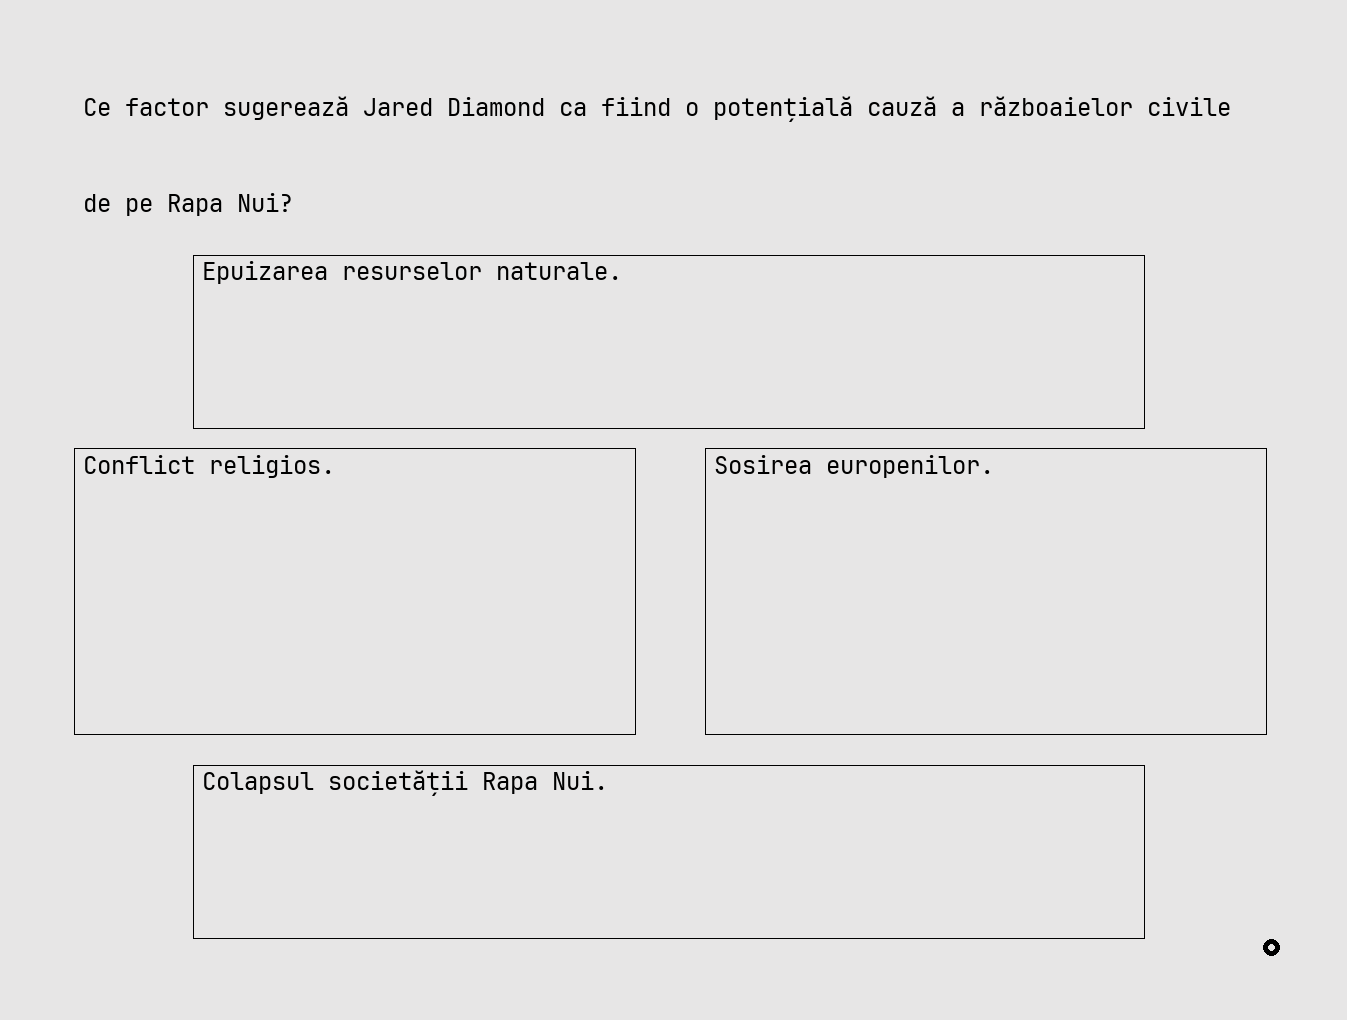 Ce factor sugerează Jared Diamond ca fiind o potențială cauză a războaielor civile
de pe Rapa Nui?
Epuizarea resurselor naturale.
Conflict religios.
Sosirea europenilor.
Colapsul societății Rapa Nui.